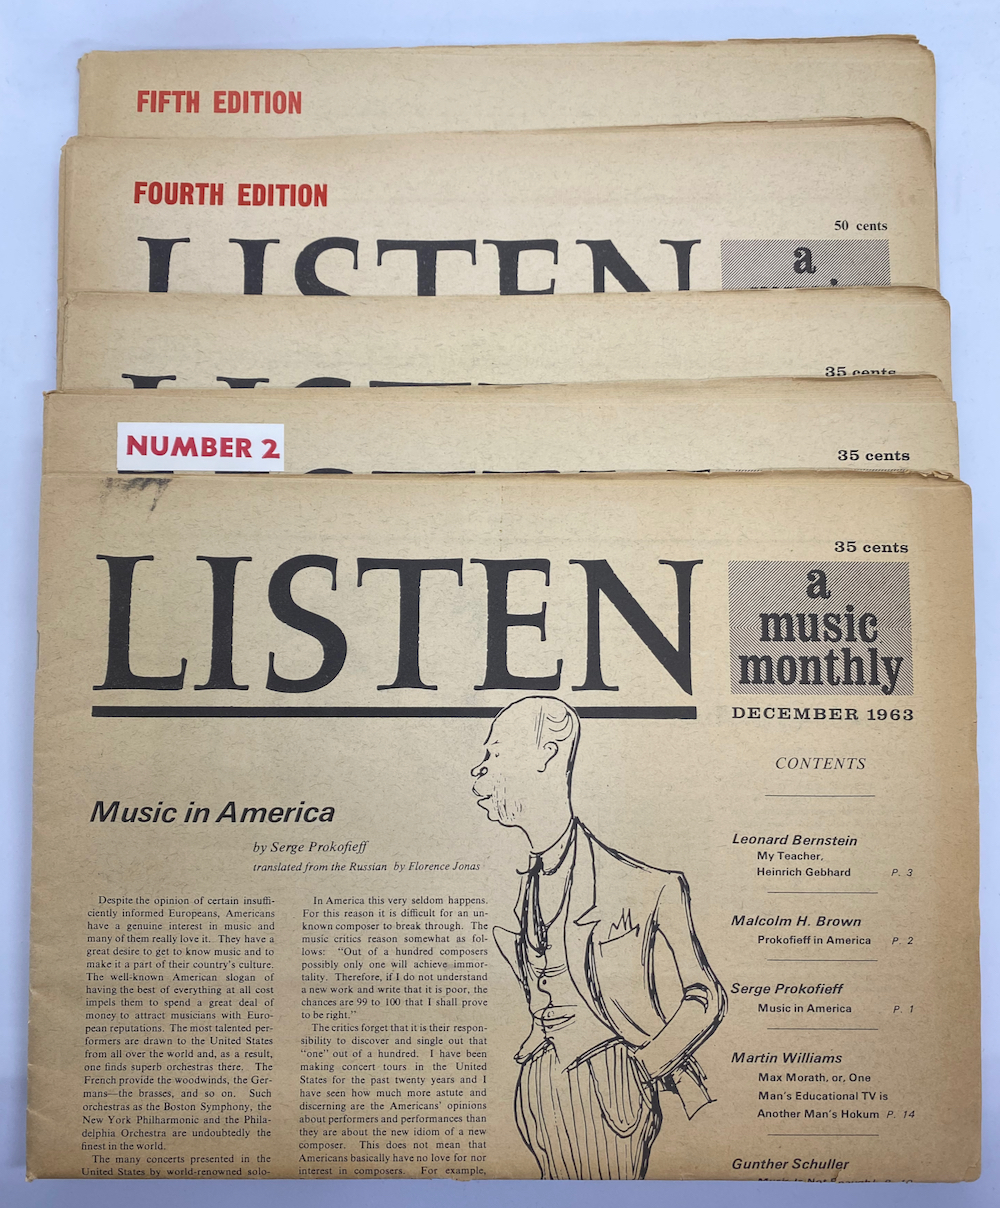 FIFTH EDITION
FOURTH EDITION
50 cents
LISTEN
a
35 cents
NUMBER 2
35 cents
35 cents
LISTEN
a
music
monthly
DECEMBER 1963
Music in America
by Serge Prokofieff
translated from the Russian by Florence Jonas
Despite the opinion of certain insuffi-
ciently informed Europeans, Americans
have a genuine interest in music and
many of them really love it. They have a
great desire to get to know music and to
make it a part of their country's culture.
The well-known American slogan of
having the best of everything at all cost
impels them to spend a great deal of
money to attract musicians with Euro-
pean reputations. The most talented per-
formers are drawn to the United States
from all over the world and, as a result,
one finds superb orchestras there. The
French provide the woodwinds, the Ger-
mans—the brasses, and so on. Such
orchestras as the Boston Symphony, the
New York Philharmonic and the Phila-
delphia Orchestra are undoubtedly the
finest in the world.
The many concerts presented in the
United States by world-renowned solo-
In America this very seldom happens.
For this reason it is difficult for an un-
known composer to break through. The
music critics reason somewhat as fol-
lows: "Out of a hundred composers
possibly only one will achieve immor-
tality. Therefore, if I do not understand
a new work and write that it is poor, the
chances are 99 to 100 that I shall prove
to be right."
The critics forget that it is their respon-
sibility to discover and single out that
"one" out of a hundred. I have been
making concert tours in the United
States for the past twenty years and I
have seen how much more astute and
discerning are the Americans' opinions
about performers and performances than
they are about the new idiom of a new
composer. This does not mean that
Americans basically have no love for nor
interest in composers. For example,
CONTENTS
Leonard Bernstein
My Teacher,
Heinrich Gebhard P. 3
Malcolm H. Brown
Prokofieff in America P. 2
Serge Prokofieff
Music in America P. 1
Martin Williams
Max Morath, or, One
Man's Educational TV is
Another Man's Hokum P. 14
Gunther Schuller